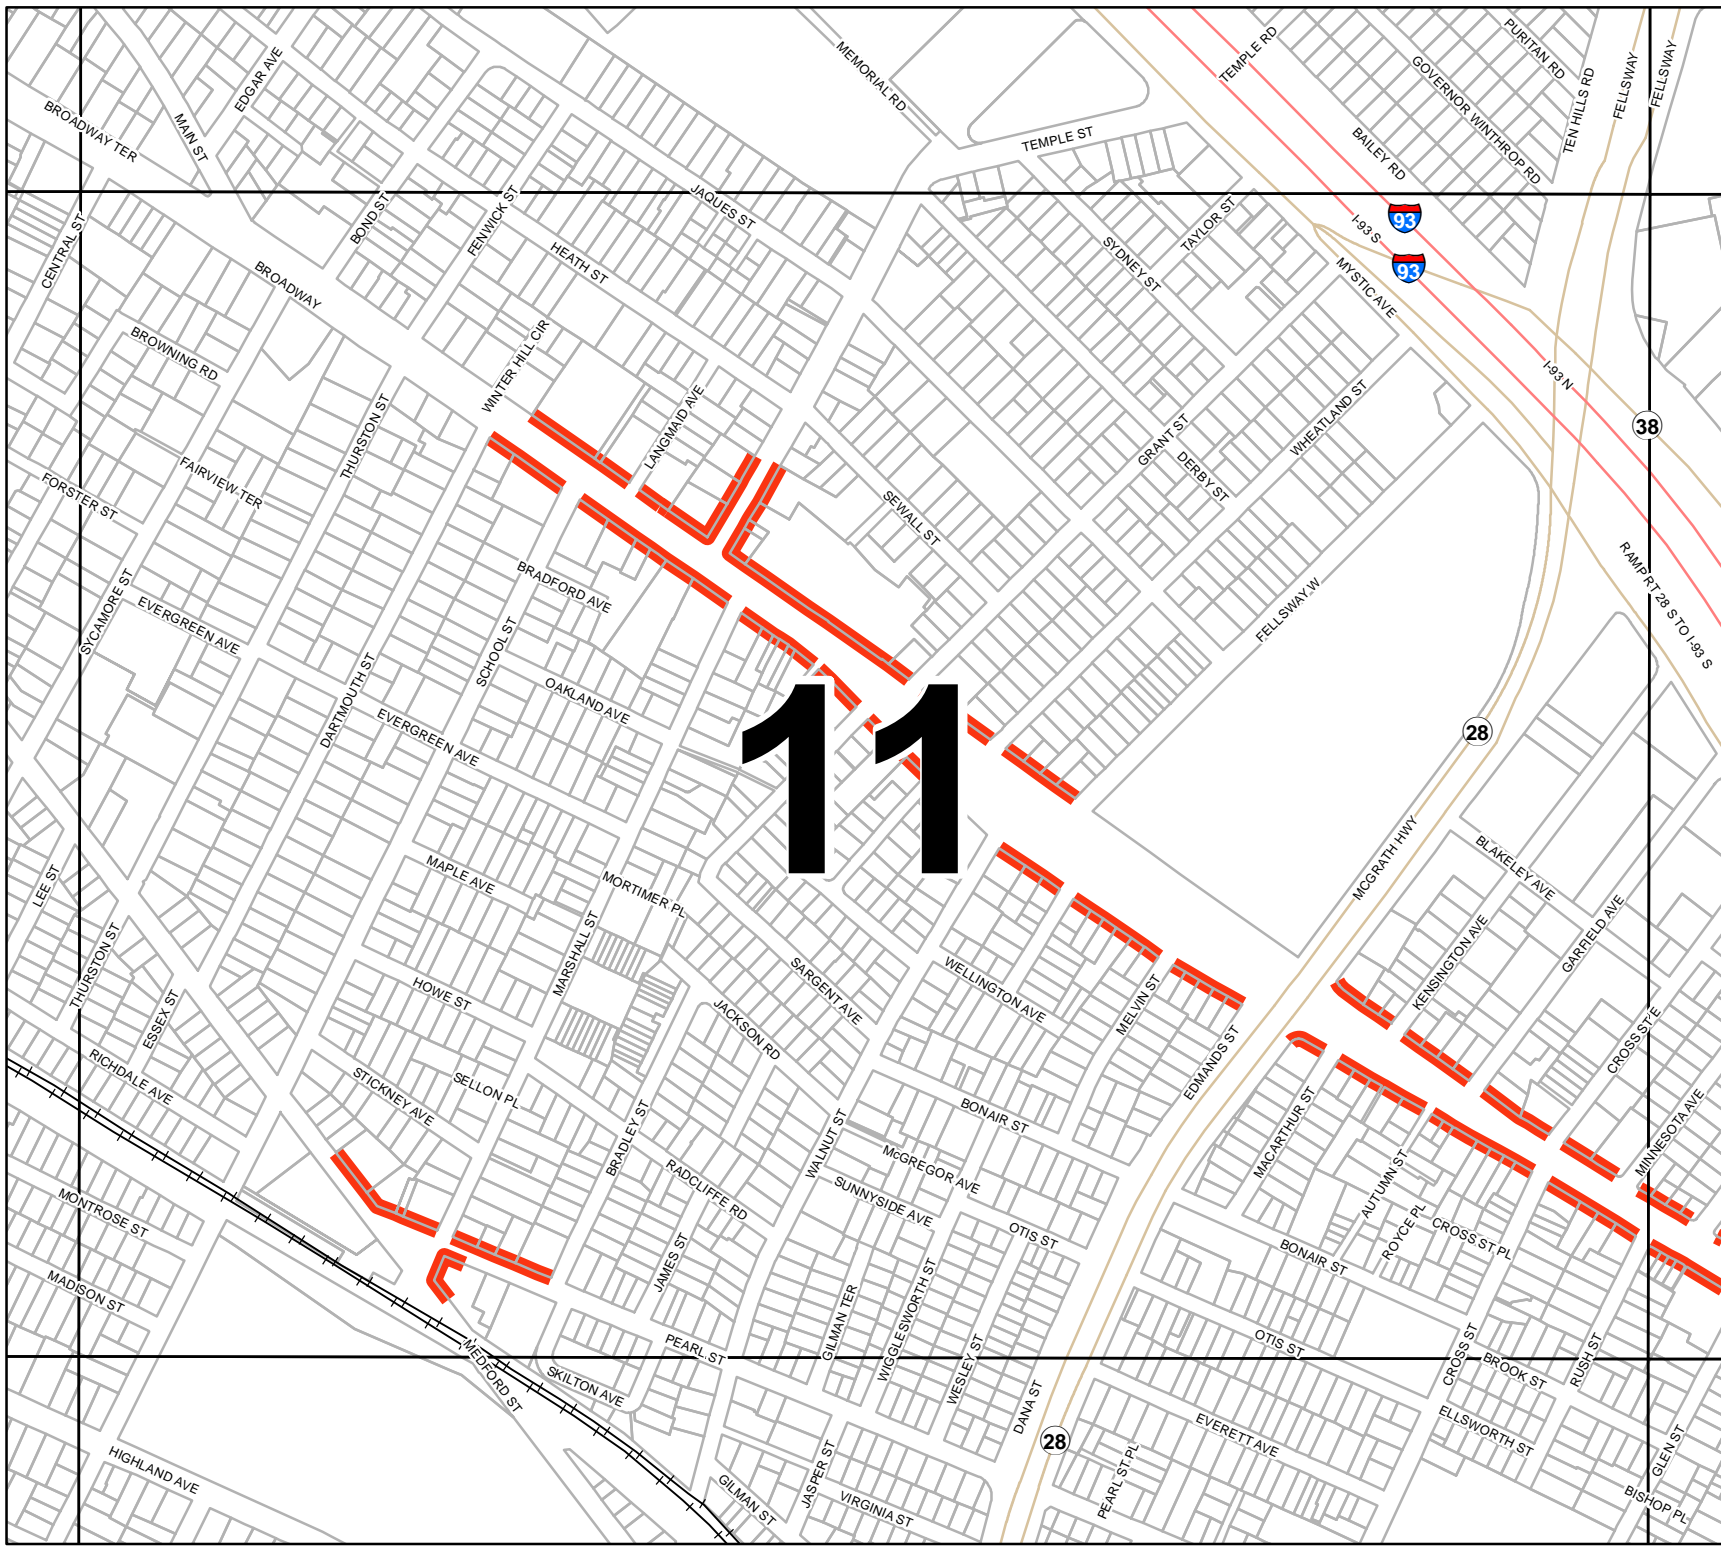 PURITAN RD
EDGAR AVE
MEMORIAL RD
TEMPLE RD
GOVERNOR WINTHROP RD
FELLSWAY
FELLSWAY
TEN HILLS RD
BROADWAY TER
MAIN ST
TEMPLE ST
BAILEY RD
JAQUES ST
BOND ST
FENWICK ST
TAYLOR ST
I-93 S
93
CENTRAL ST
HEATH ST
SYDNEY ST
93
BROADWAY
MYSTIC AVE
BROWNING RD
WINTER HILL CIR
I-93 N
THURSTON ST
LANGMAID AVE
WHEATLAND ST
GRANT ST
38
FAIRVIEW TER
DERBY ST
FORSTER ST
SEWALL ST
BRADFORD AVE
RAMP RT 28 S TO I-93 S
SYCAMORE ST
EVERGREEN AVE
FELLSWAY W
SCHOOL ST
DARTMOUTH ST
OAKLAND AVE
EVERGREEN AVE
11
28
LEE ST
MAPLE AVE
MORTIMER PL
MCGRATH HWY
BLAKELEY AVE
GARFIELD AVE
KENSINGTON AVE
THURSTON ST
MARSHALL ST
HOWE ST
SARGENT AVE
WELLINGTON AVE
MELVIN ST
ESSEX ST
JACKSON RD
CROSS ST E
EDMANDS ST
RICHDALE AVE
STICKNEY AVE
SELLON PL
BONAIR ST
MACARTHUR ST
MINNESOTA AVE
BRADLEY ST
WALNUT ST
McGREGOR AVE
RADCLIFFE RD
SUNNYSIDE AVE
AUTUMN ST
MONTROSE ST
OTIS ST
ROYCE PL
CROSS ST PL
BONAIR ST
JAMES ST
MADISON ST
WIGGLESWORTH ST
GILMAN TER
PEARL ST
OTIS ST
MEDFORD ST
WESLEY ST
CROSS ST
BROOK ST
RUSH ST
SKILTON AVE
DANA ST
28
EVERETT AVE
ELLSWORTH ST
GLEN ST
HIGHLAND AVE
JASPER ST
PEARL ST PL
GILMAN ST
VIRGINIA ST
BISHOP PL